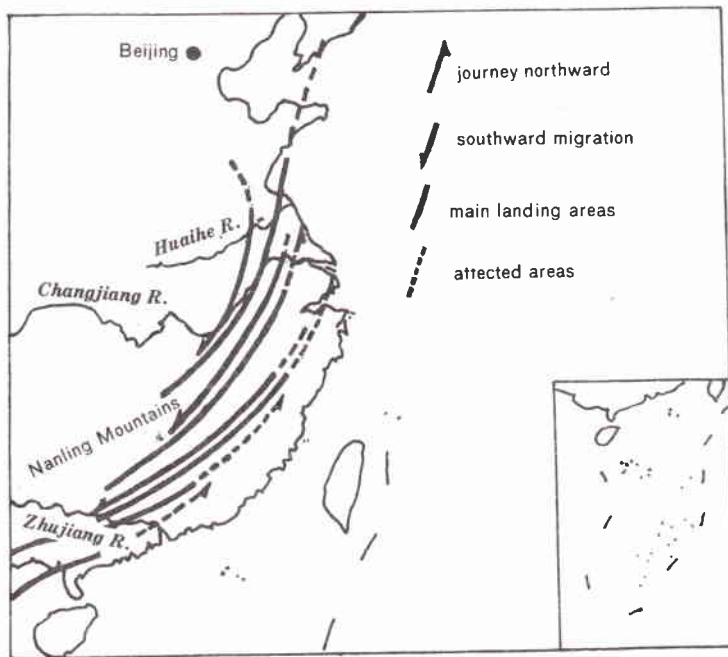 Beijing
journey northward
southward migration
main landing areas
attected areas
Huaihe R.
Changjiang R.
Nanling Mountains
Zhujiang R.